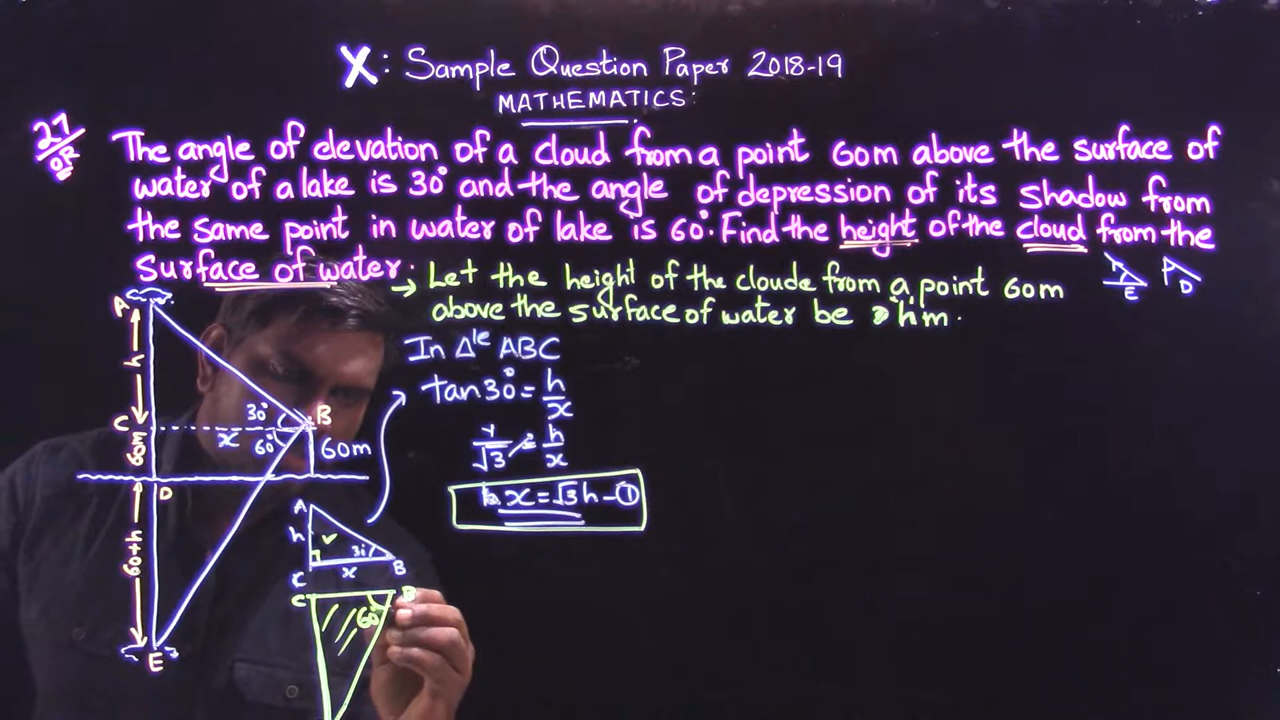 X: Sample Question Paper 2018-19
MATHEMATICS:
27/OR
The angle of elevation of a cloud from a point 60m above the surface of
water of a lake is 30° and the angle of depression of its shadow from
the same point in water of lake is 60°. Find the height of the cloud from the
surface of water.
→ Let the height of the cloude from a point 60m
above the surface of water be h m.
E
P
D
A
h
C
60m
30°
x
60°
B
60m
D
60+h
E
In Δle ABC
tan30° = h/x
1/√3 = h/x
x = √3h - ①
A
h
30
x
C
B
C
B
60°